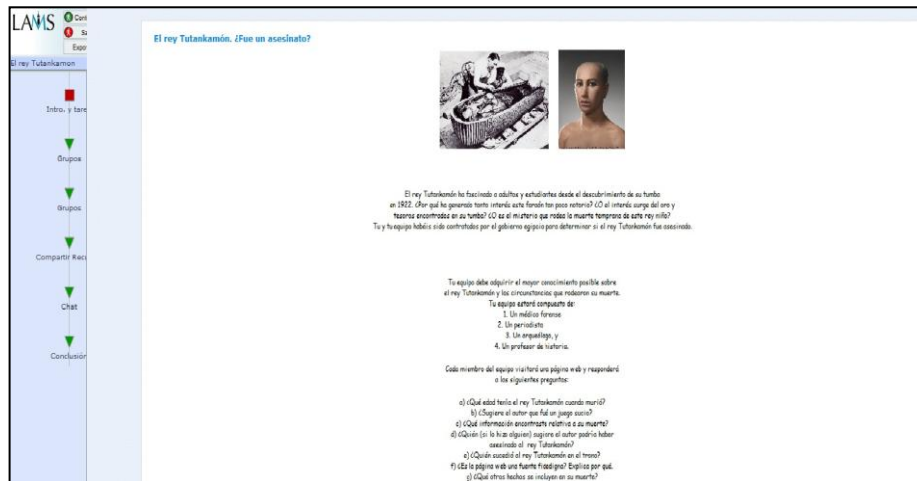 LAMS
Cont
Sa
Expo
El rey Tutankamon
Intro. y tare
Grupos
Grupos
Compartir Recu
Chat
Conclusión
El rey Tutankamón. ¿Fue un asesinato?
El rey Tutankamón ha fascinado a adultos y estudiantes desde el descubrimiento de su tumba
en 1922. ¿Por qué ha generado tanto interés este faraón tan poco notorio? ¿O el interés surge del oro y
tesoros encontrados en su tumba? ¿O es el misterio que rodea la muerte temprana de este rey niño?
Tu y tu equipo habéis sido contratados por el gobierno egipcio para determinar si el rey Tutankamón fue asesinado.
Tu equipo debe adquirir el mayor conocimiento posible sobre
el rey Tutankamón y las circunstancias que rodearon su muerte.
Tu equipo estará compuesto de:
1. Un médico forense
2. Un periodista
3. Un arqueólogo, y
4. Un profesor de historia.
Cada miembro del equipo visitará una página web y responderá
a las siguientes preguntas:
a) ¿Qué edad tenía el rey Tutankamón cuando murió?
b) ¿Sugiere el autor que fué un juego sucio?
c) ¿Qué información encontraste relativa a su muerte?
d) ¿Quién (si lo hizo alguien) sugiere el autor podría haber
asesinado al rey Tutankamón?
e) ¿Quién sucedió al rey Tutankamón en el trono?
f) ¿Es la página web una fuente fidedigna? Explica por qué.
g) ¿Qué otros hechos se incluyen en su muerte?